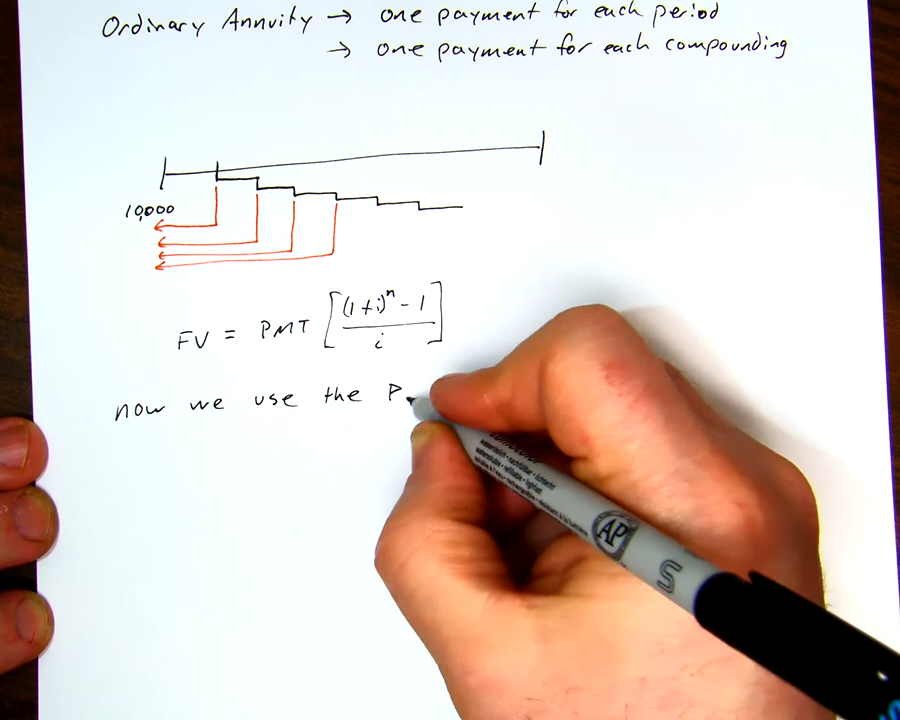 Ordinary Annuity → one payment for each period
→ one payment for each compounding
10,000
FV = PMT [(1+i)^n - 1 / i]
now we use the P
AP
S